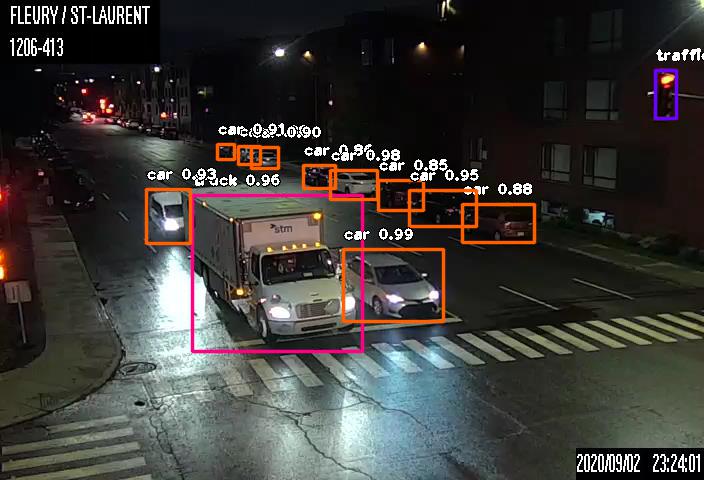 FLEURY / ST-LAURENT
1206-413
traffic
car 0.91
0.90
car 0.86
car 0.98
car 0.85
car 0.95
car 0.88
car 0.93
truck 0.96
car 0.99
stm
2020/09/02 23:24:01